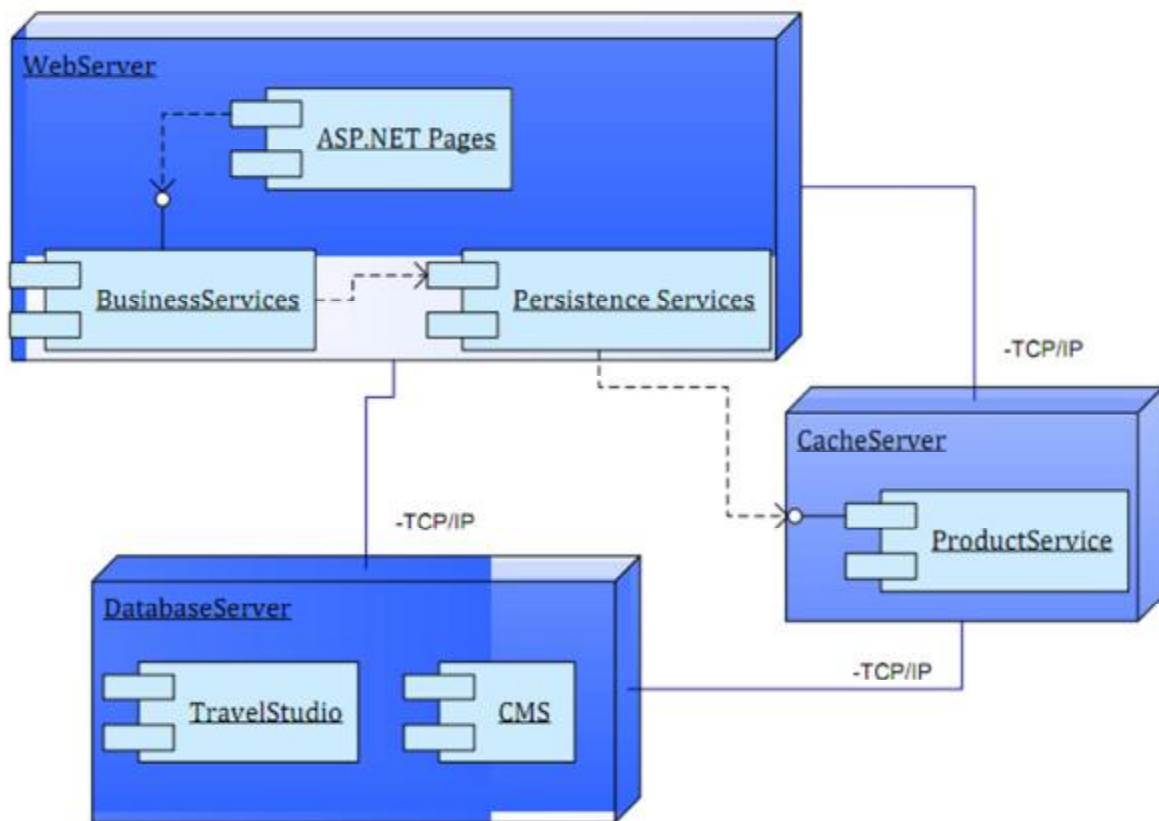 WebServer
ASP.NET Pages
BusinessServices
Persistence Services
-TCP/IP
CacheServer
-TCP/IP
ProductService
DatabaseServer
-TCP/IP
TravelStudio
CMS